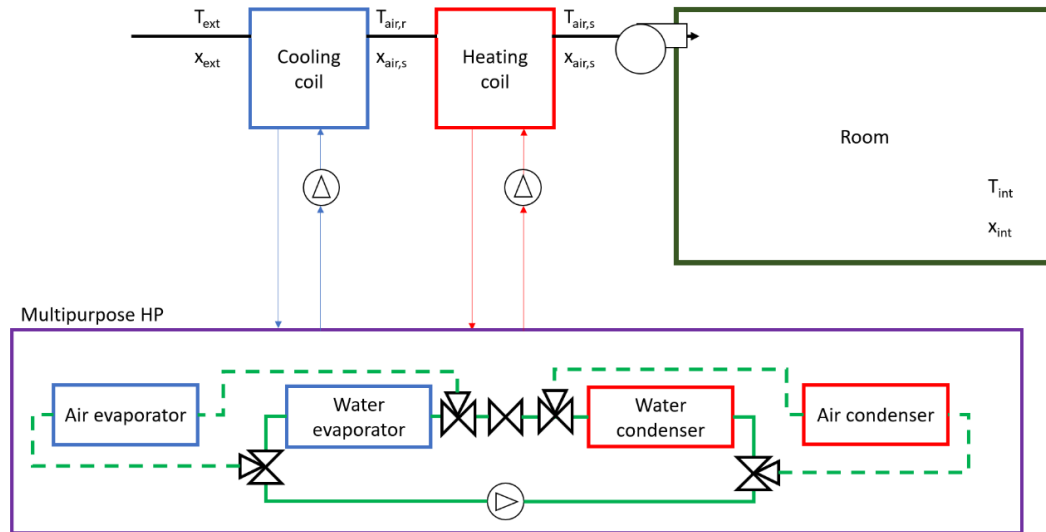 T_ext
T_air,r
T_air,s
x_ext
Cooling
coil
x_air,s
Heating
coil
x_air,s
Room
T_int
x_int
Multipurpose HP
Air evaporator
Water
evaporator
Water
condenser
Air condenser